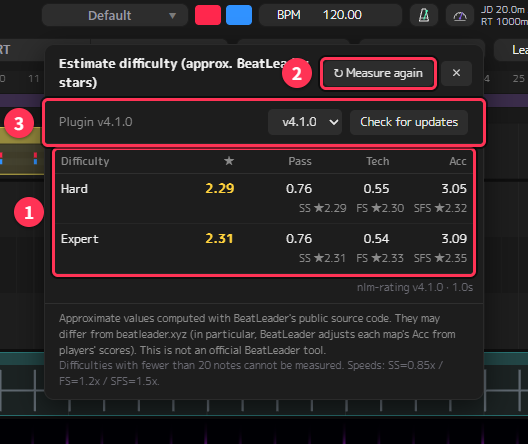 Default
BPM 120.00
JD 20.0m
RT 1000m
RT
Lea
0 11
25
Estimate difficulty (approx. BeatLeader
stars)
2
↻ Measure again
×
3
Plugin v4.1.0
v4.1.0
Check for updates
Difficulty ★ Pass Tech Acc
1
Hard 2.29 0.76 0.55 3.05
SS ★2.29 FS ★2.30 SFS ★2.32
Expert 2.31 0.76 0.54 3.09
SS ★2.31 FS ★2.33 SFS ★2.35
nlm-rating v4.1.0 · 1.0s
Approximate values computed with BeatLeader's public source code. They may
differ from beatleader.xyz (in particular, BeatLeader adjusts each map's Acc from
players' scores). This is not an official BeatLeader tool.
Difficulties with fewer than 20 notes cannot be measured. Speeds: SS=0.85x /
FS=1.2x / SFS=1.5x.